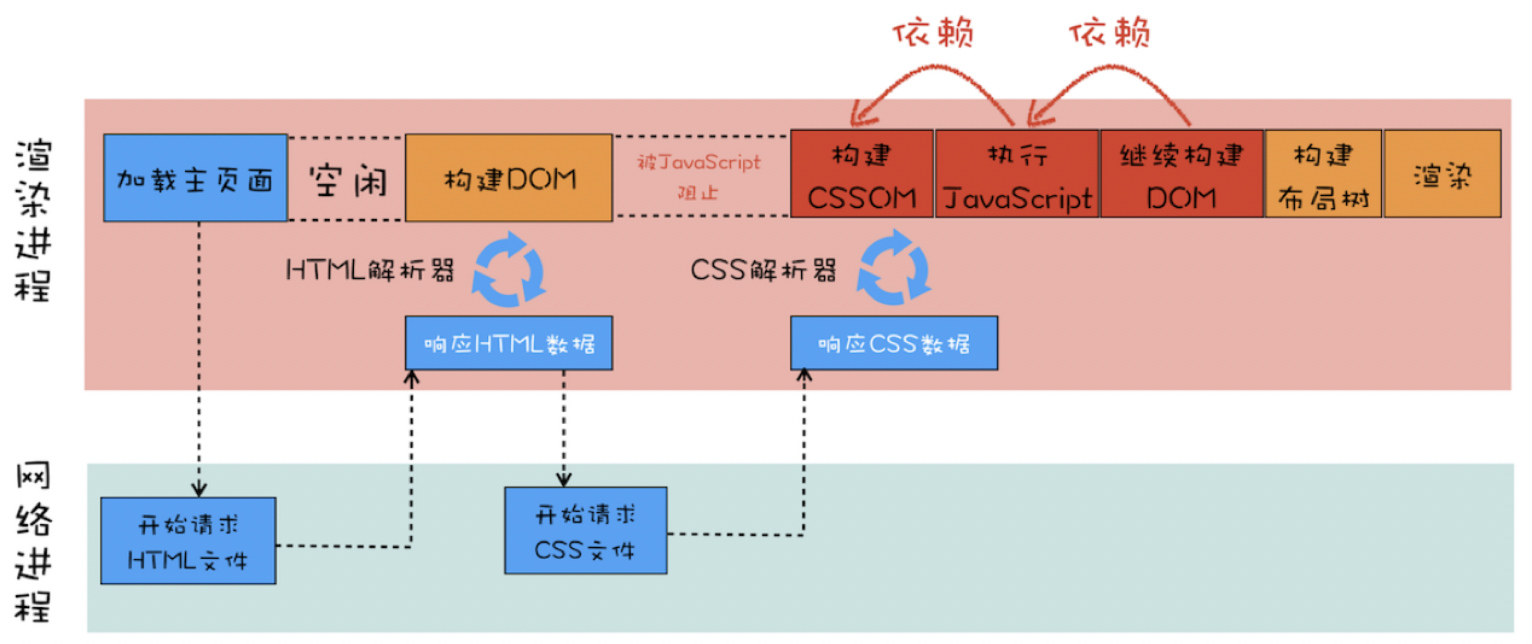 依赖
依赖
渲染进程
加载主页面
空闲
构建DOM
被JavaScript
阻止
构建
CSSOM
执行
JavaScript
继续构建
DOM
构建
布局树
渲染
HTML解析器
CSS解析器
响应HTML数据
响应CSS数据
网络进程
开始请求
HTML文件
开始请求
CSS文件